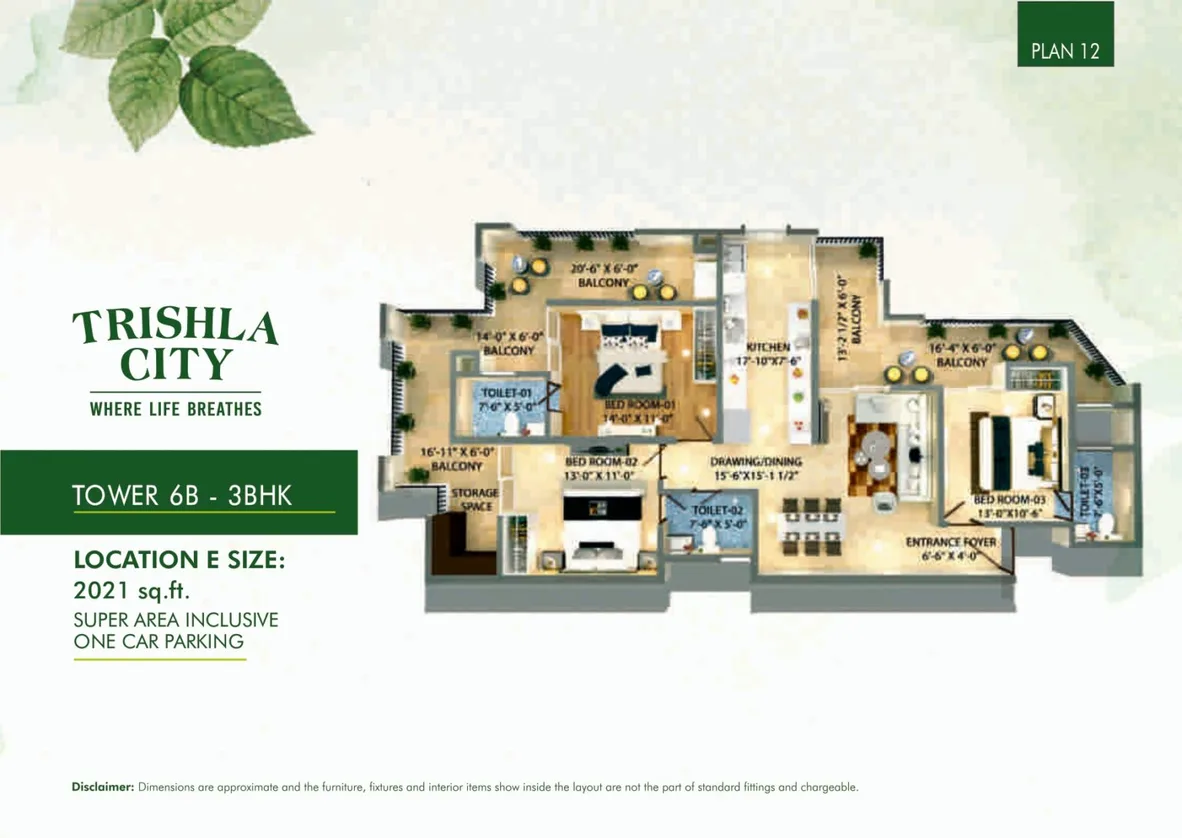 PLAN 12
TRISHLA
CITY
WHERE LIFE BREATHES
TOWER 6B - 3BHK
LOCATION E SIZE:
2021 sq.ft.
SUPER AREA INCLUSIVE
ONE CAR PARKING
20'-6" X 6'-0"
BALCONY
14'-0" X 6'-0"
BALCONY
TOILET-01
7'-6" X 5'-0"
BED ROOM-01
14'-0" X 11'-0"
KITCHEN
17'-10"X7'-6"
13'-2 1/2" X 6'-0"
BALCONY
16'-4" X 6'-0"
BALCONY
16'-11" X 6'-0"
BALCONY
STORAGE
SPACE
BED ROOM-02
13'-0" X 11'-0"
DRAWING/DINING
15'-6"X15'-1 1/2"
TOILET-02
7'-6" X 5'-0"
BED ROOM-03
13'-0"X10'-6"
TOILET-03
7'-6"X5'-0"
ENTRANCE FOYER
6'-6" X 4'-0"
Disclaimer: Dimensions are approximate and the furniture, fixtures and interior items show inside the layout are not the part of standard fittings and chargeable.